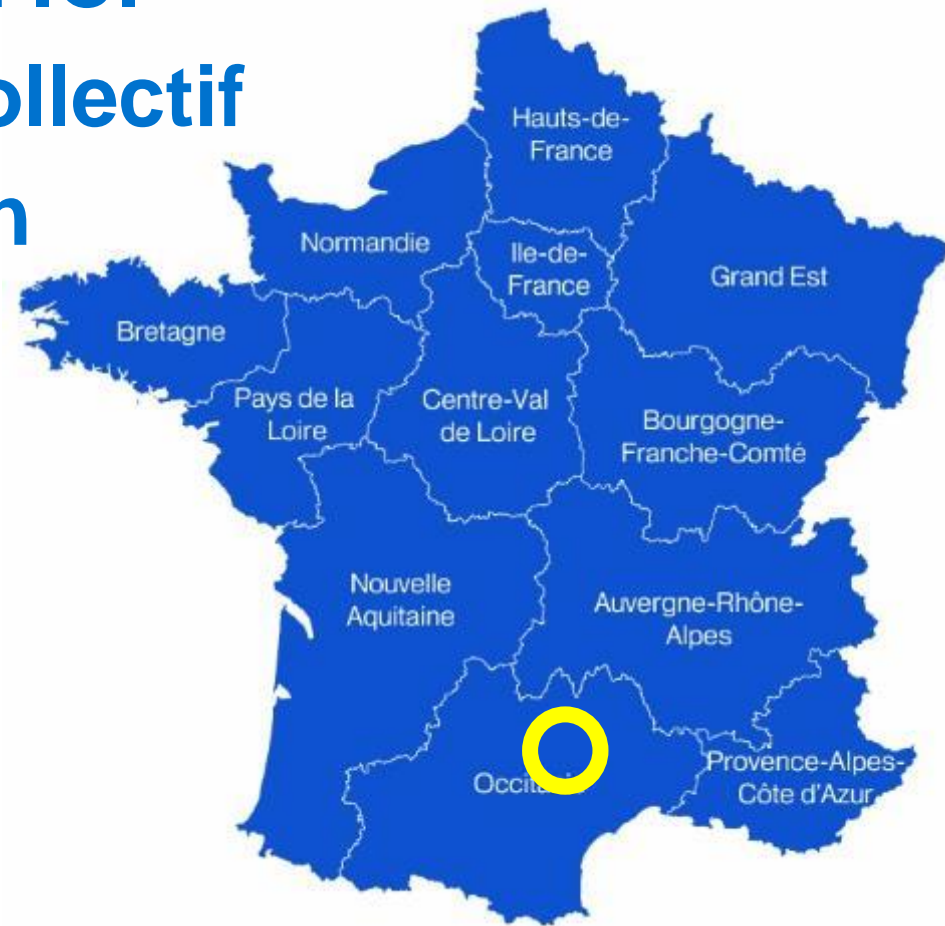 ollectif
Hauts-de-
France
Normandie
Ile-de-
France
Grand Est
Bretagne
Pays de la
Loire
Centre-Val
de Loire
Bourgogne-
Franche-Comté
Nouvelle
Aquitaine
Auvergne-Rhône-
Alpes
Provence-Alpes-
Côte d'Azur